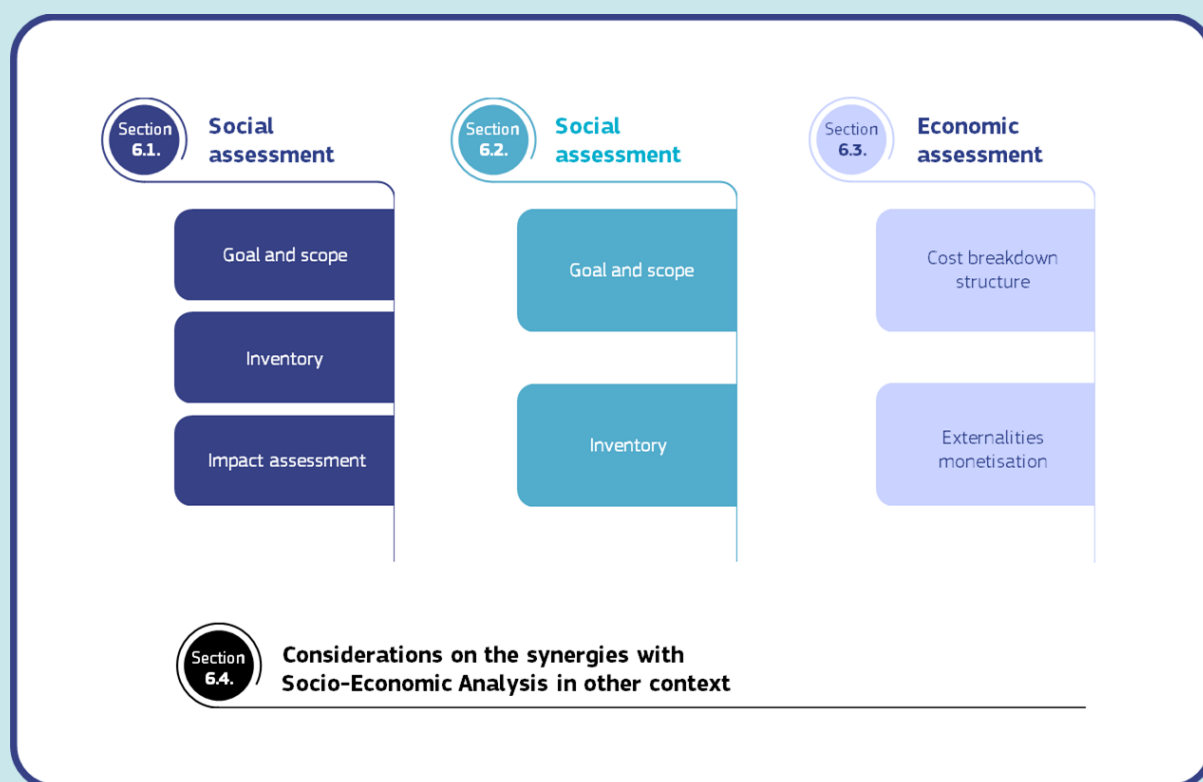 Section
6.1.
Social
assessment
Goal and scope
Inventory
Impact assessment
Section
6.2.
Social
assessment
Goal and scope
Inventory
Section
6.3.
Economic
assessment
Cost breakdown
structure
Externalities
monetisation
Section
6.4.
Considerations on the synergies with
Socio-Economic Analysis in other context